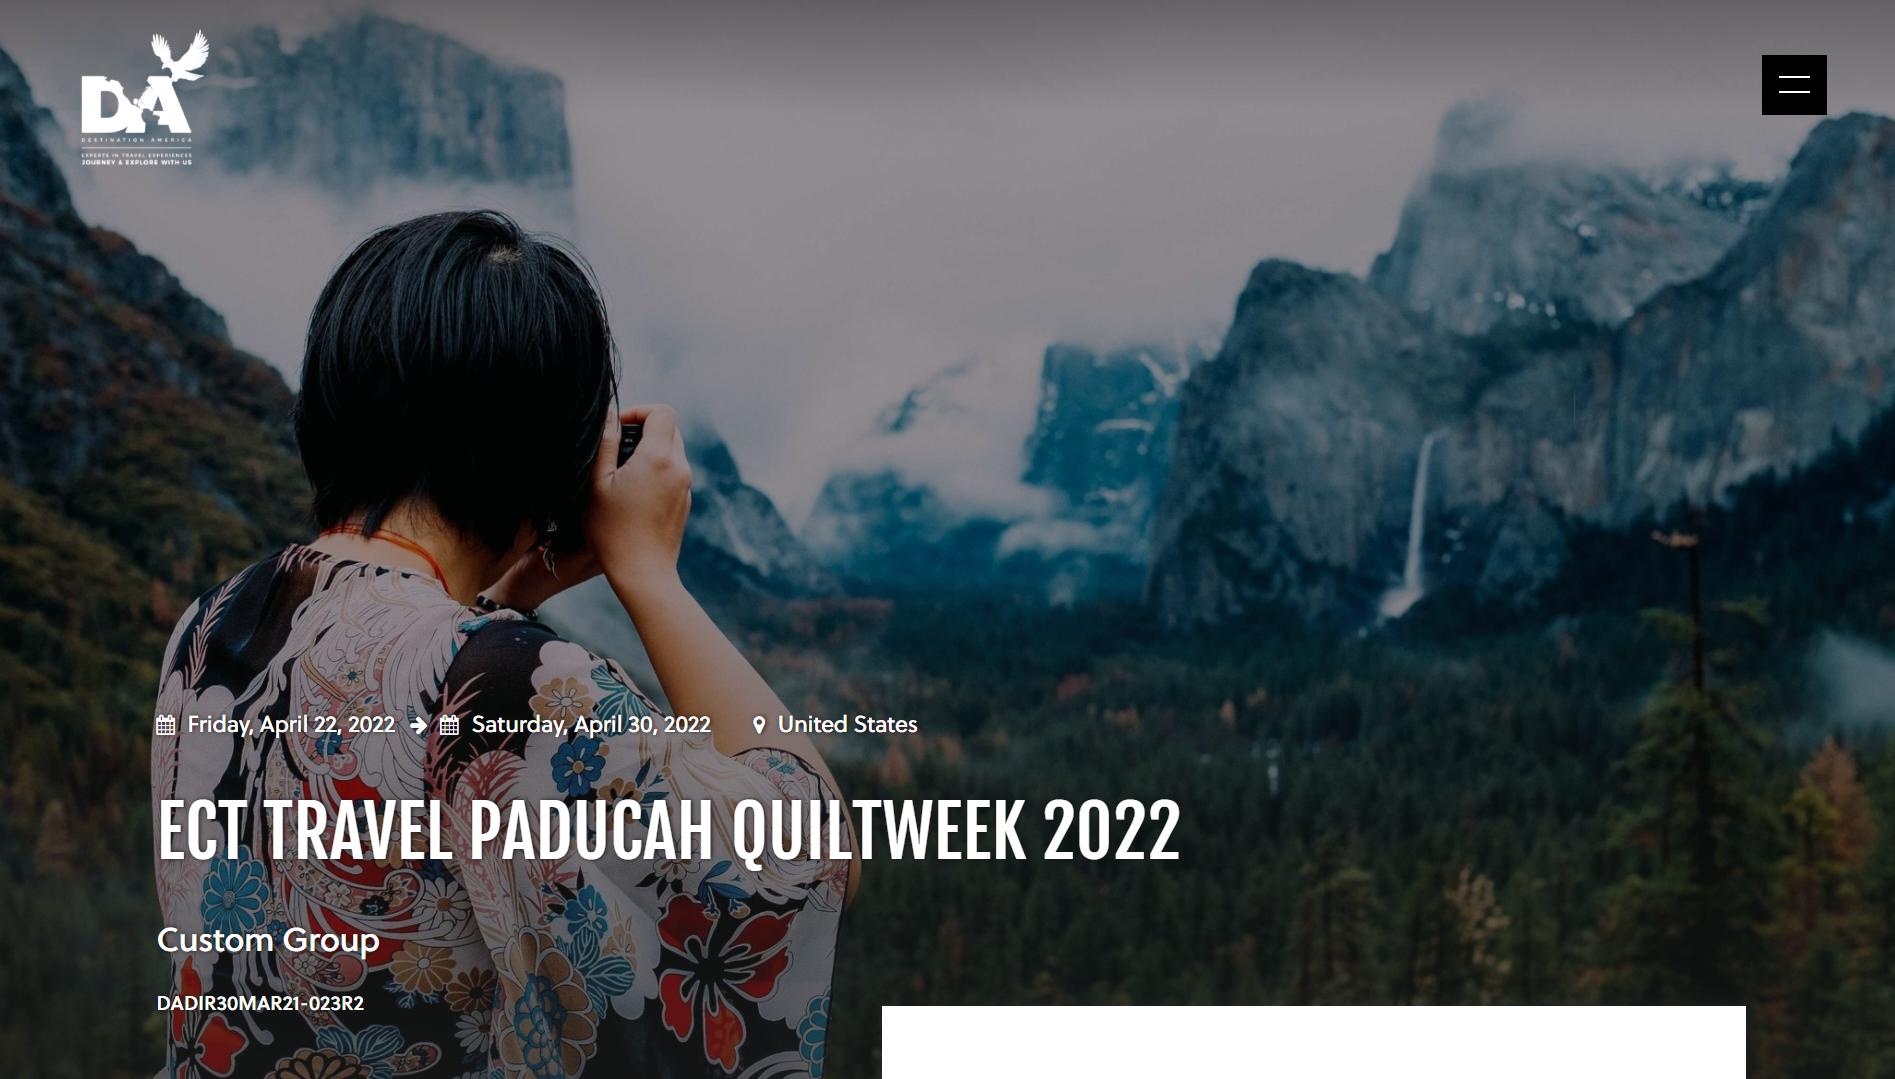 DA
DESTINATION AMERICA
EXPERTS IN TRAVEL EXPERIENCES
JOURNEY & EXPLORE WITH US
Friday, April 22, 2022 Saturday, April 30, 2022 United States
ECT TRAVEL PADUCAH QUILTWEEK 2022
Custom Group
DADIR30MAR21-023R2